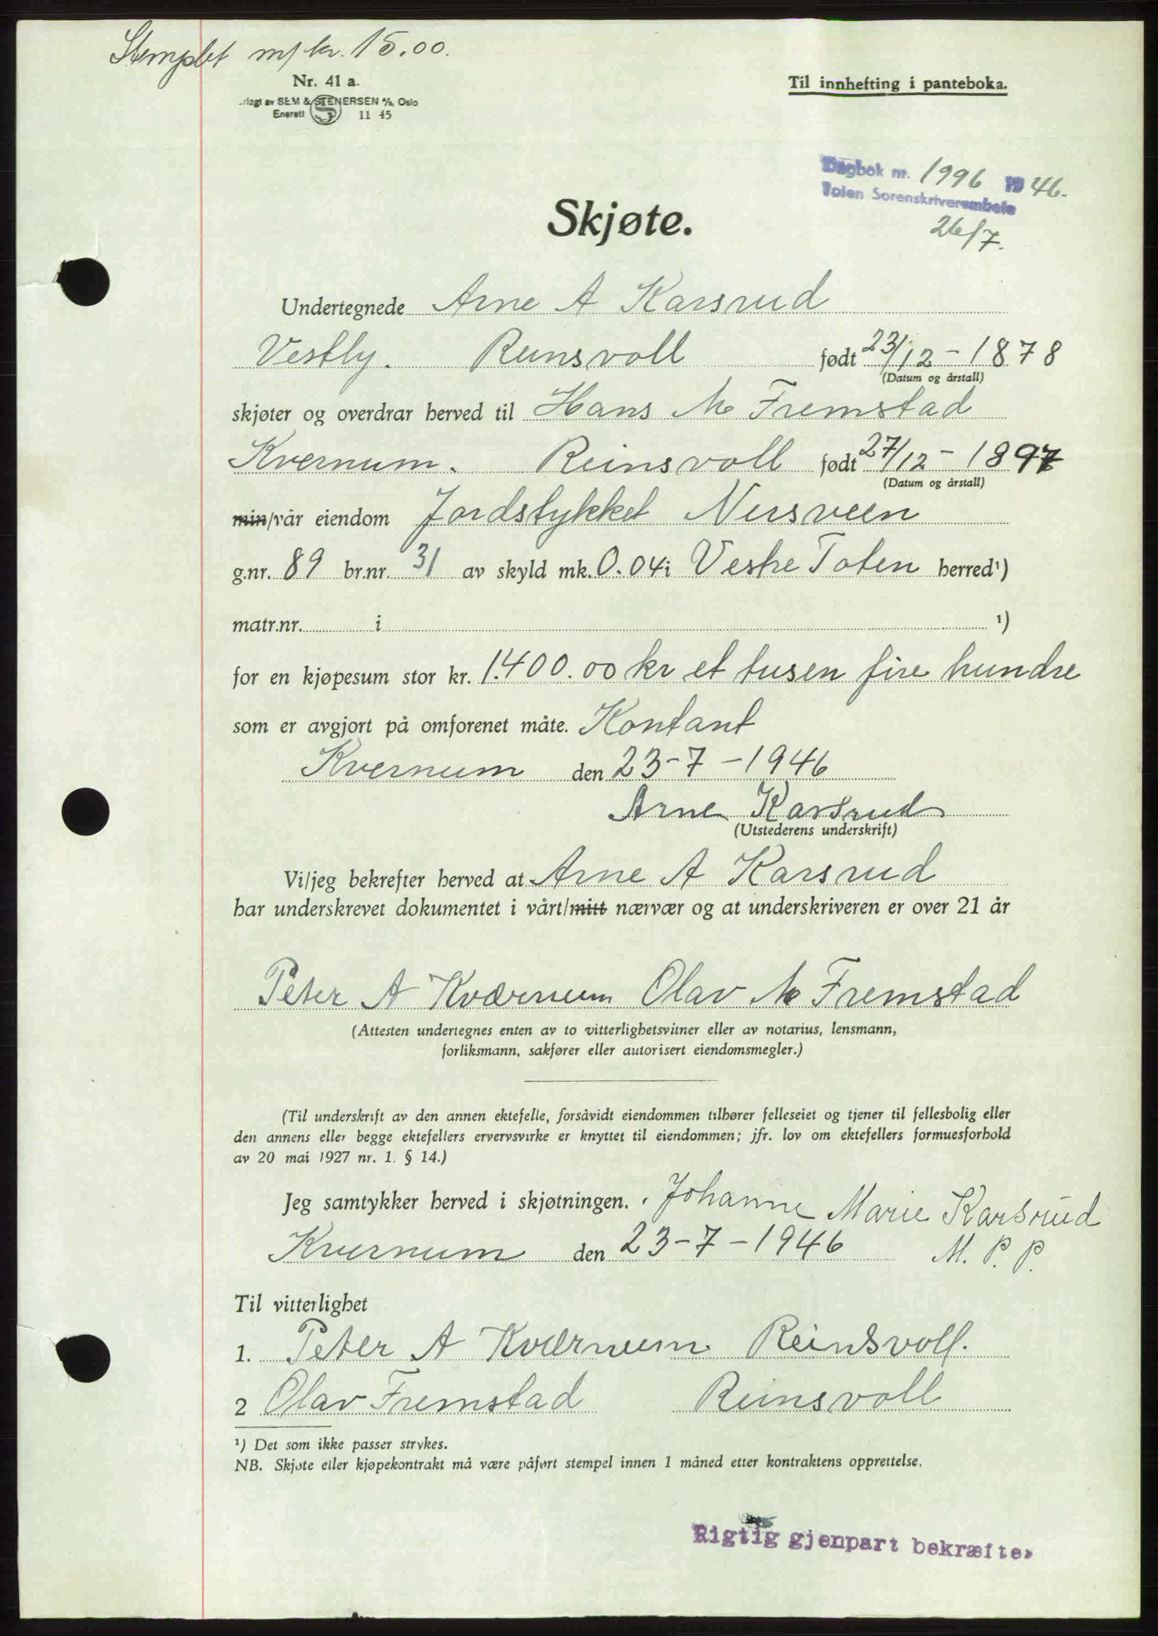 Stemplet m/ kr. 15.00.
Nr. 41 a.
Til innhefting i panteboka.
av SEM & STENERSEN A/S, Oslo
Enerett 11 45
Dagbok nr. 1996 1946.
Toten Sorenskriverembete
26/7.
Skjøte.
Undertegnede Arne A Karsrud
Vestly. Reinsvoll født 23/12 - 1878
(Datum og årstall)
skjøter og overdrar herved til Hans M Fremstad
Kvernum. Reinsvoll født 27/12 - 1897
(Datum og årstall)
min/vår eiendom Jordstykket Nersveen
g.nr. 89 br.nr. 31 av skyld mk. 0.04 i Vestre Toten herred¹)
matr.nr. i ¹)
for en kjøpesum stor kr. 1.400.00 kr et tusen fire hundre
som er avgjort på omforenet måte. Kontant
Kvernum den 23-7-1946
Arne Karsrud
(Utstederens underskrift)
Vi/jeg bekrefter herved at Arne A Karsrud
har underskrevet dokumentet i vårt/mitt nærvær og at underskriveren er over 21 år
Peter A Kværnum Olav M Fremstad
(Attesten undertegnes enten av to vitterlighetsvitner eller av notarius, lensmann,
forliksmann, sakfører eller autorisert eiendomsmegler.)
(Til underskrift av den annen ektefelle, forsåvidt eiendommen tilhører felleseiet og tjener til fellesbolig eller
den annens eller begge ektefellers ervervsvirke er knyttet til eiendommen; jfr. lov om ektefellers formuesforhold
av 20 mai 1927 nr. 1. § 14.)
Jeg samtykker herved i skjøtningen. Johanne Marie Karsrud
Kvernum den 23-7-1946 M. P. P.
Til vitterlighet
1. Peter A Kværnum Reinsvoll.
2 Olav Fremstad Reinsvoll
¹) Det som ikke passer strykes.
NB. Skjøte eller kjøpekontrakt må være påført stempel innen 1 måned etter kontraktens opprettelse.
Rigtig gjenpart bekræfter